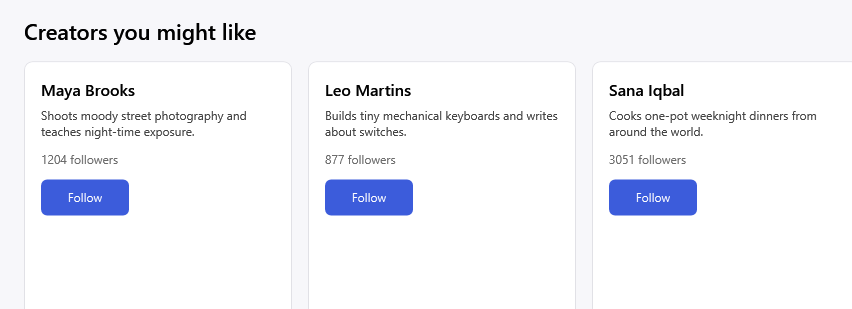 Creators you might like
Maya Brooks
Shoots moody street photography and
teaches night-time exposure.
1204 followers
Follow
Leo Martins
Builds tiny mechanical keyboards and writes
about switches.
877 followers
Follow
Sana Iqbal
Cooks one-pot weeknight dinners from
around the world.
3051 followers
Follow